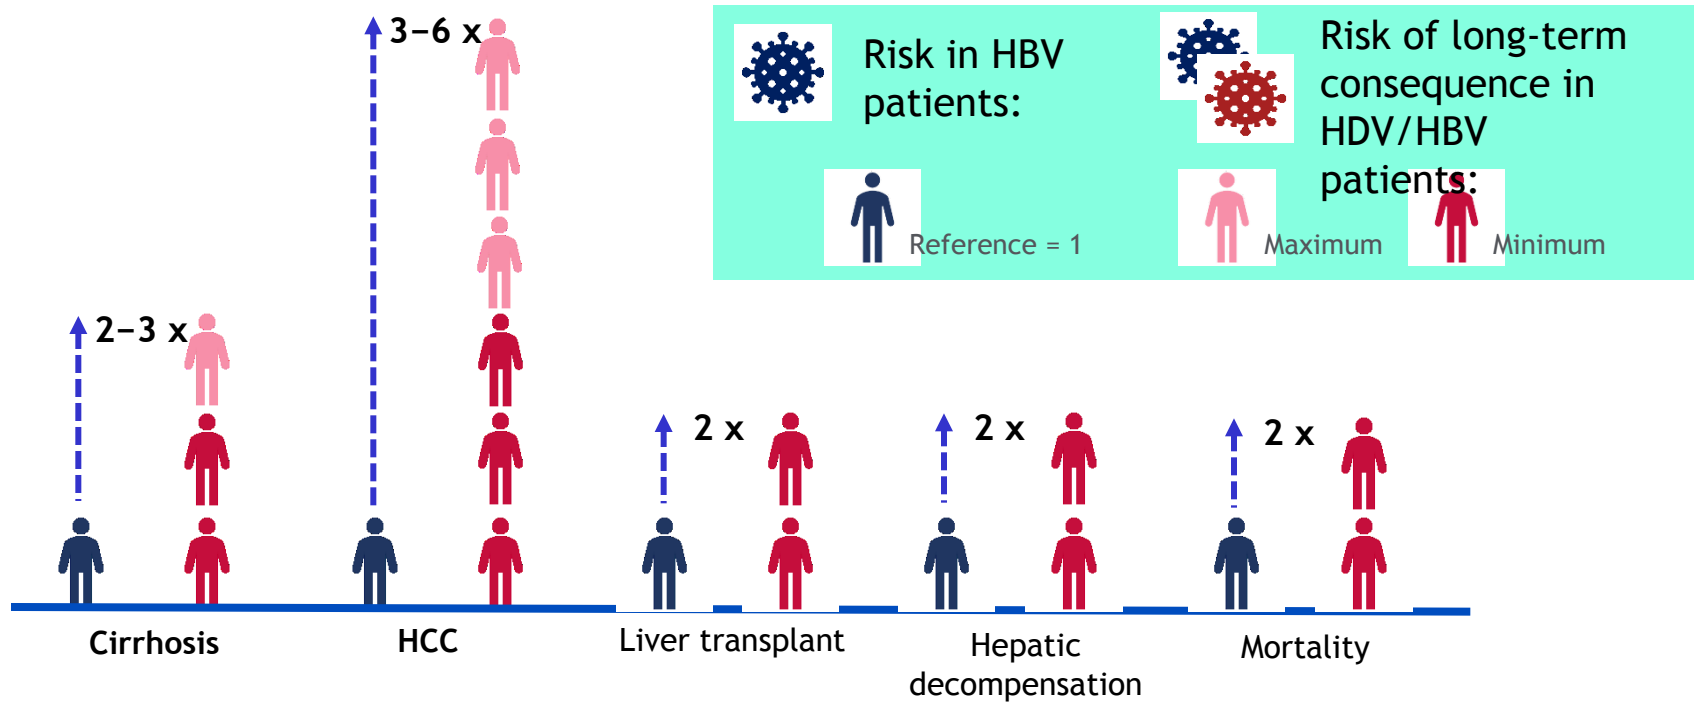 3–6 x
Risk in HBV
patients:
Risk of long-term
consequence in
HDV/HBV
patients:
Reference = 1
Maximum
Minimum
2–3 x
2 x
2 x
2 x
Cirrhosis
HCC
Liver transplant
Hepatic
decompensation
Mortality